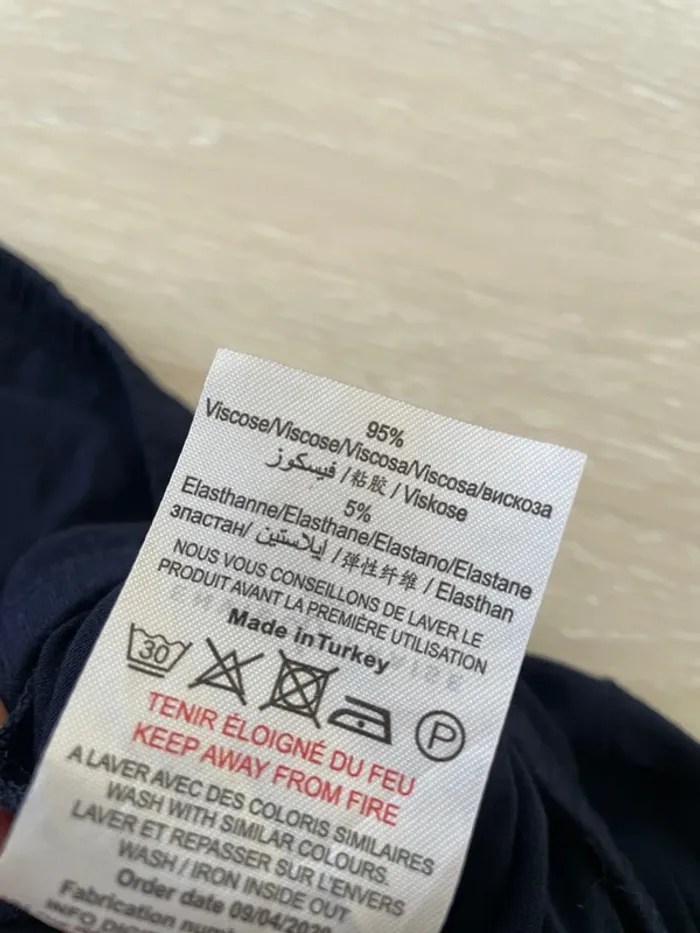 95%
Viscose/Viscose/Viscosa/Viscosa/вискоза
فيسكوز /粘胶 / Viskose
5%
Elasthanne/Elasthane/Elastano/Elastane
эластан/ إيلاستين /弹性纤维 / Elasthan
NOUS VOUS CONSEILLONS DE LAVER LE
PRODUIT AVANT LA PREMIÈRE UTILISATION
Made inTurkey
30
P
TENIR ÉLOIGNÉ DU FEU
KEEP AWAY FROM FIRE
A LAVER AVEC DES COLORIS SIMILAIRES
WASH WITH SIMILAR COLOURS.
LAVER ET REPASSER SUR L'ENVERS
WASH / IRON INSIDE OUT
Order date 09/04/2020
Fabrication
INFO